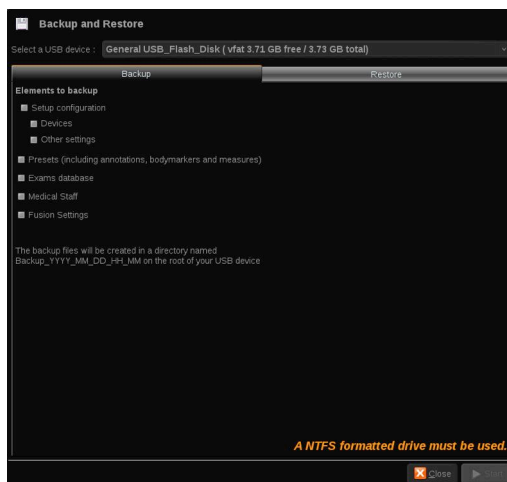 Backup and Restore
Select a USB device : General USB_Flash_Disk ( vfat 3.71 GB free / 3.73 GB total)
Backup Restore
Elements to backup
Setup configuration
Devices
Other settings
Presets (including annotations, bodymarkers and measures)
Exams database
Medical Staff
Fusion Settings
The backup files will be created in a directory named
Backup_YYYY_MM_DD_HH_MM on the root of your USB device
A NTFS formatted drive must be used.
Close Start